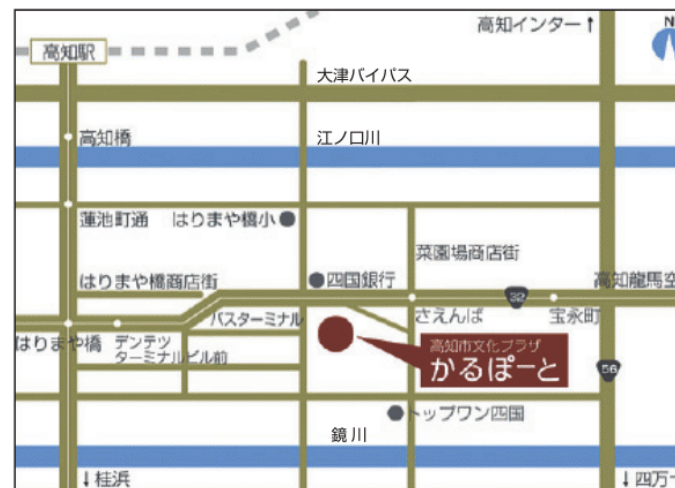 高知インター↑
N
高知駅
大津バイパス
高知橋
江ノ口川
蓮池町通
はりまや橋小
菜園場商店街
はりまや橋商店街
四国銀行
32
高知龍馬空
バスターミナル
さえんば
宝永町
はりまや橋
デンテツ
ターミナルビル前
高知市文化プラザ
かるぽーと
56
トップワン四国
鏡川
↓桂浜
↓四万十